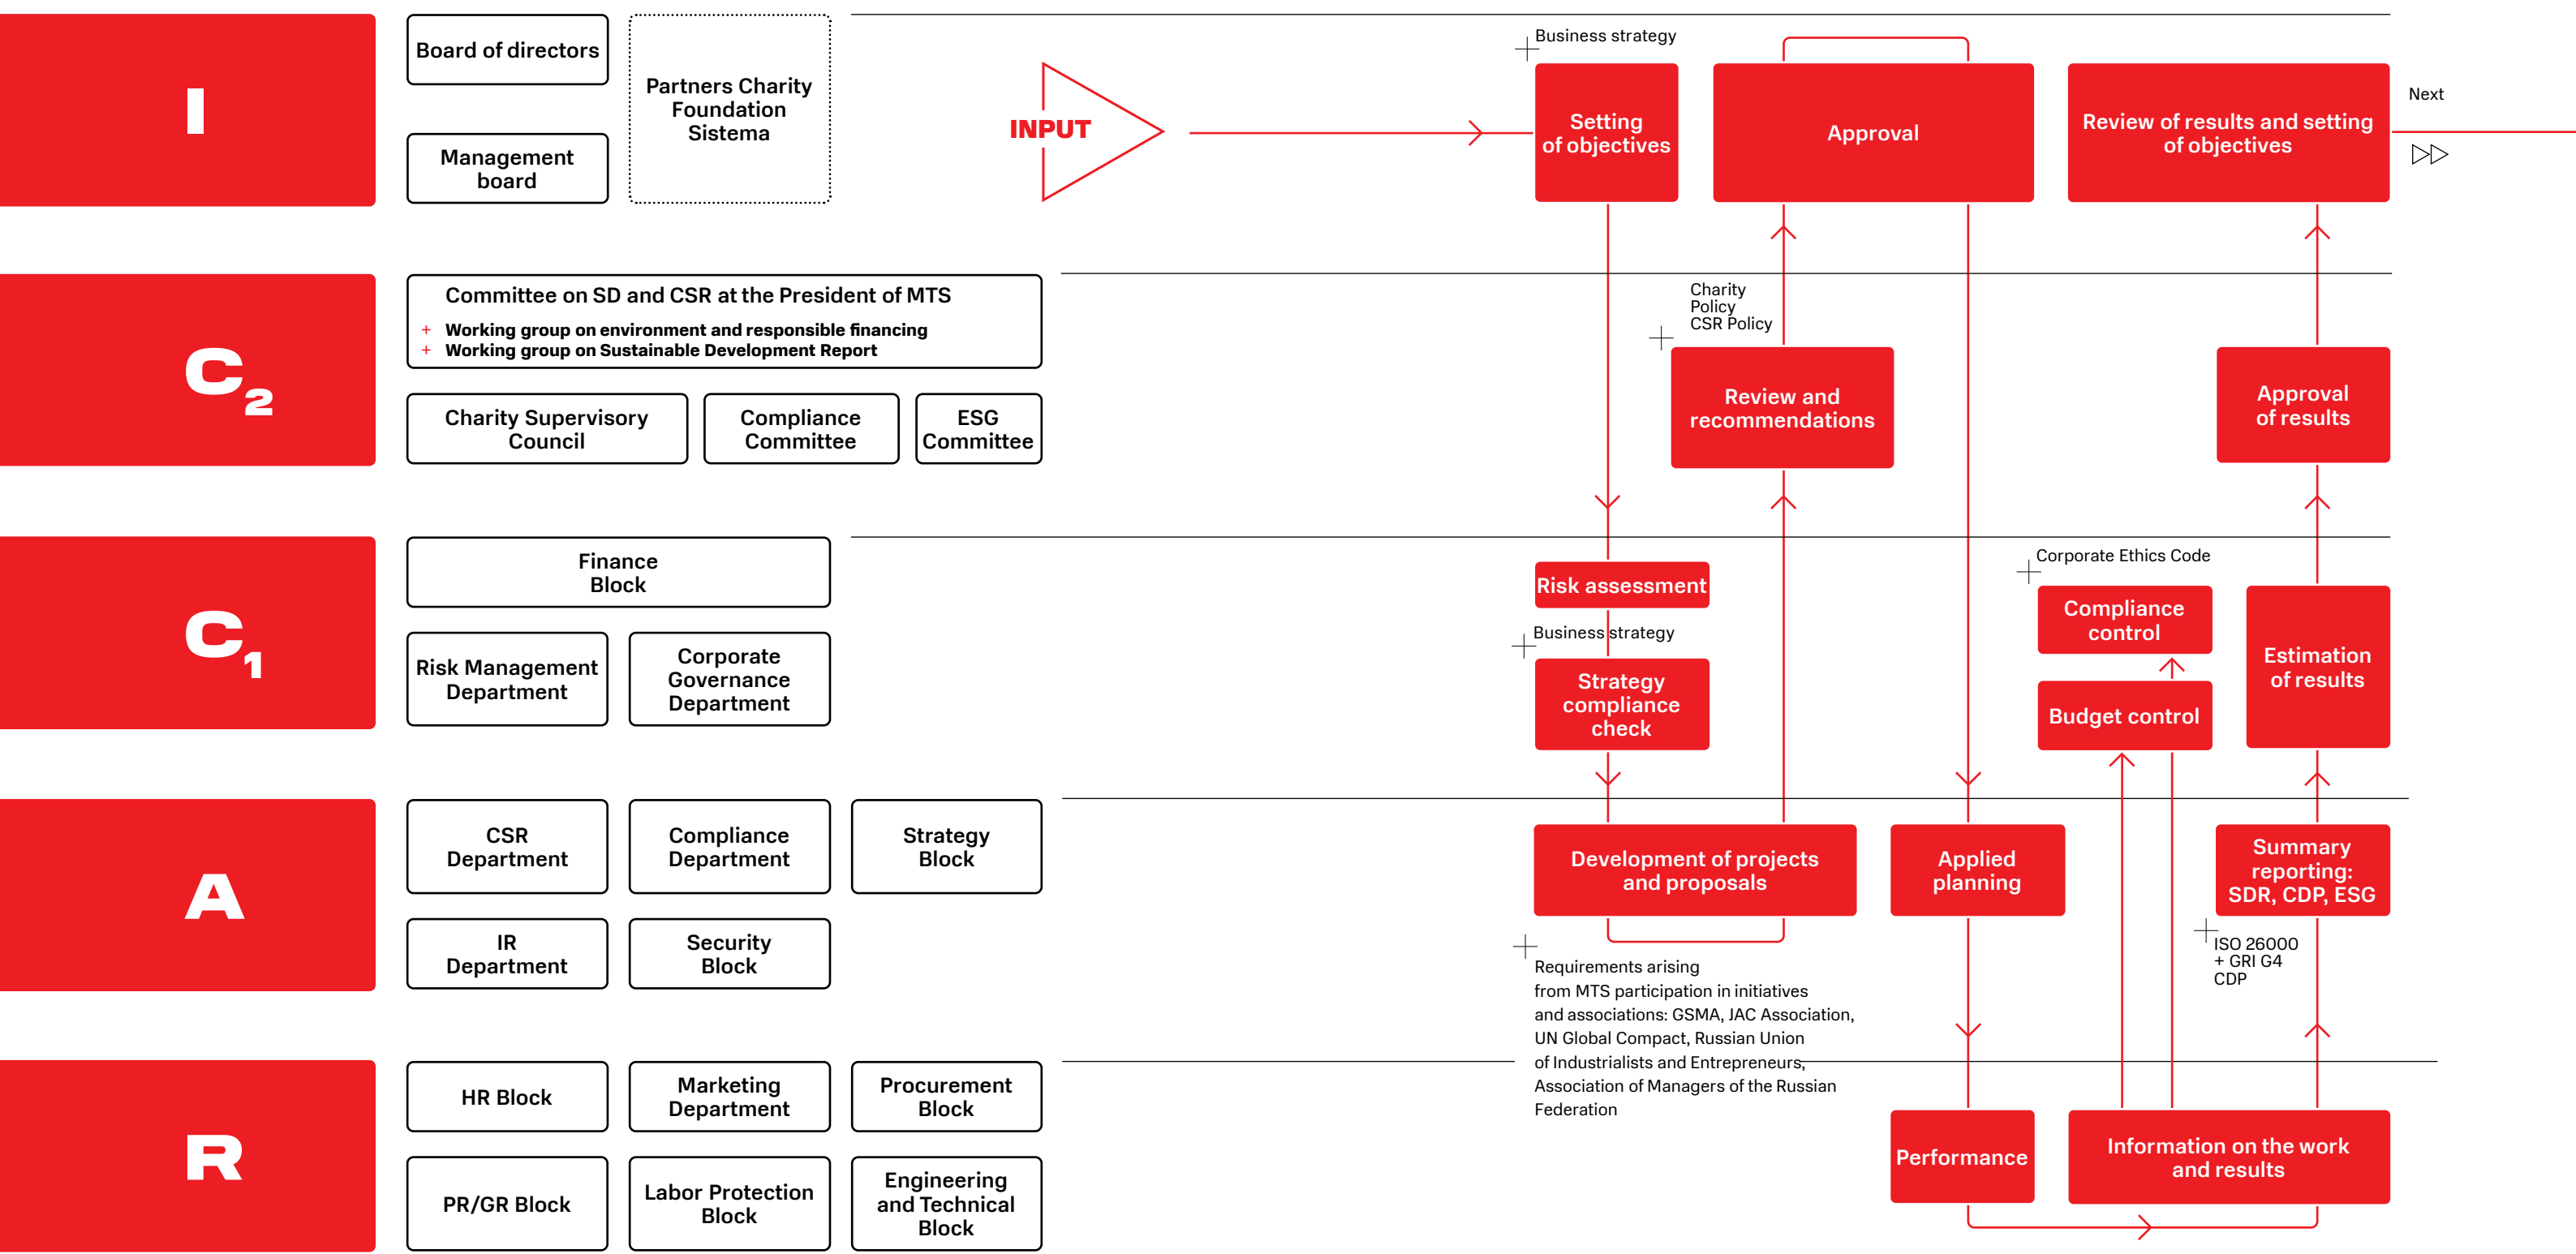 I
Board of directors
Management
board
Partners Charity
Foundation
Sistema
INPUT
Business strategy
Setting
of objectives
Approval
Review of results and setting
of objectives
Next
C2
Committee on SD and CSR at the President of MTS
+ Working group on environment and responsible financing
+ Working group on Sustainable Development Report
Charity Supervisory
Council
Compliance
Committee
ESG
Committee
Charity
Policy
CSR Policy
Review and
recommendations
Approval
of results
C1
Finance
Block
Risk Management
Department
Corporate
Governance
Department
Risk assessment
Business strategy
Strategy
compliance
check
Corporate Ethics Code
Compliance
control
Budget control
Estimation
of results
A
CSR
Department
Compliance
Department
Strategy
Block
IR
Department
Security
Block
Development of projects
and proposals
Applied
planning
Summary
reporting:
SDR, CDP, ESG
Requirements arising
from MTS participation in initiatives
and associations: GSMA, JAC Association,
UN Global Compact, Russian Union
of Industrialists and Entrepreneurs,
Association of Managers of the Russian
Federation
ISO 26000
+ GRI G4
CDP
R
HR Block
Marketing
Department
Procurement
Block
PR/GR Block
Labor Protection
Block
Engineering
and Technical
Block
Performance
Information on the work
and results